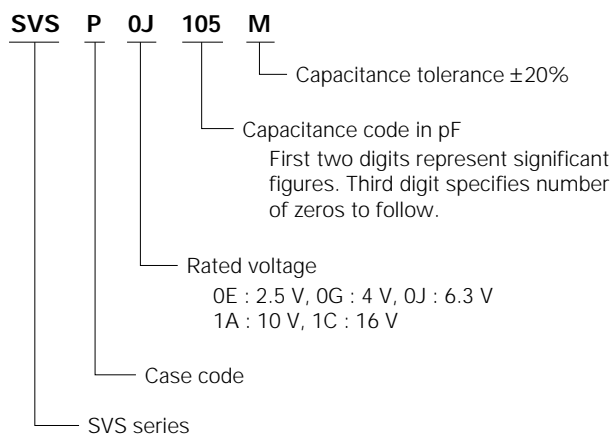 SVS P 0J 105 M
Capacitance tolerance ±20%
Capacitance code in pF
First two digits represent significant
figures. Third digit specifies number
of zeros to follow.
Rated voltage
0E : 2.5 V, 0G : 4 V, 0J : 6.3 V
1A : 10 V, 1C : 16 V
Case code
SVS series